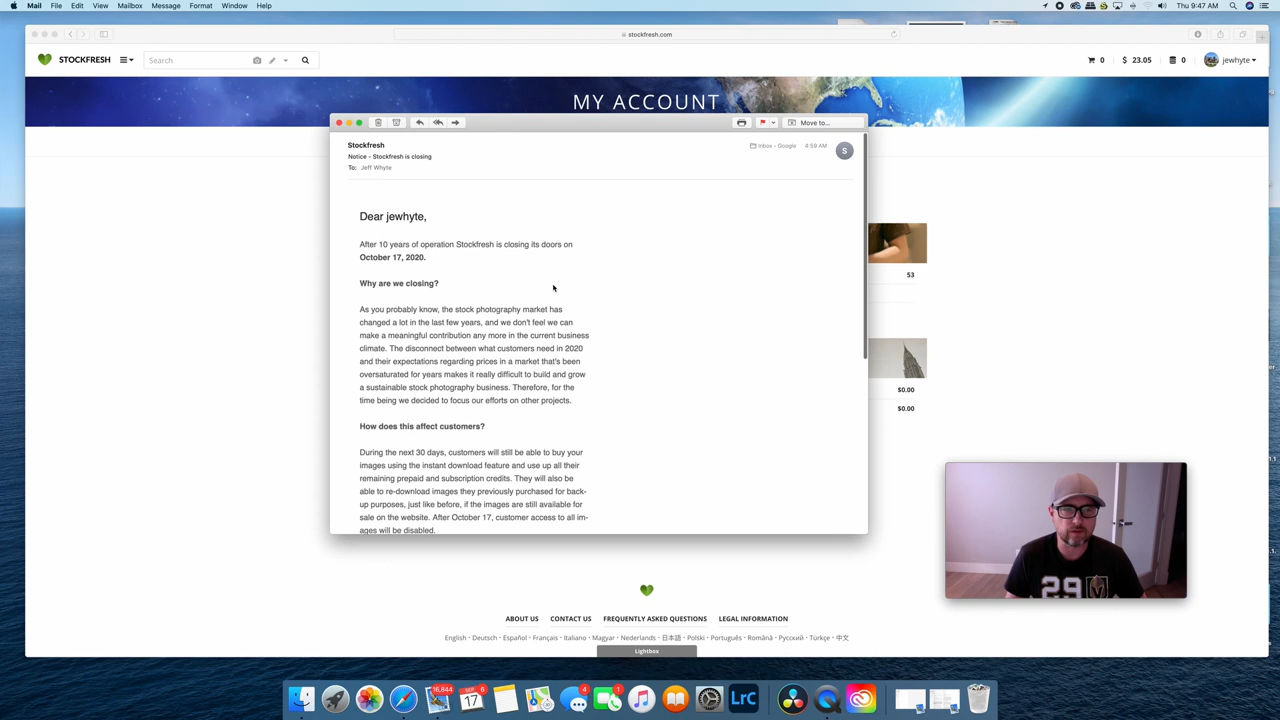 Mail File Edit View Mailbox Message Format Window Help
Thu 9:47 AM
stockfresh.com
STOCKFRESH
Search
0
$ 23.05
0
jewhyte
MY ACCOUNT
Move to...
Stockfresh
Inbox - Google 4:59 AM
S
Notice - Stockfresh is closing
To: Jeff Whyte
Dear jewhyte,
After 10 years of operation Stockfresh is closing its doors on
October 17, 2020.
Why are we closing?
As you probably know, the stock photography market has
changed a lot in the last few years, and we don't feel we can
make a meaningful contribution any more in the current business
climate. The disconnect between what customers need in 2020
and their expectations regarding prices in a market that's been
oversaturated for years makes it really difficult to build and grow
a sustainable stock photography business. Therefore, for the
time being we decided to focus our efforts on other projects.
How does this affect customers?
During the next 30 days, customers will still be able to buy your
images using the instant download feature and use up all their
remaining prepaid and subscription credits. They will also be
able to re-download images they previously purchased for back-
up purposes, just like before, if the images are still available for
sale on the website. After October 17, customer access to all im-
ages will be disabled.
53
$0.00
$0.00
29
ABOUT US CONTACT US FREQUENTLY ASKED QUESTIONS LEGAL INFORMATION
English • Deutsch • Español • Français • Italiano • Magyar • Nederlands • 日本語 • Polski • Português • Română • Русский • Türkçe • 中文
Lightbox
16,844
SEP
6
17
4
1
LrC